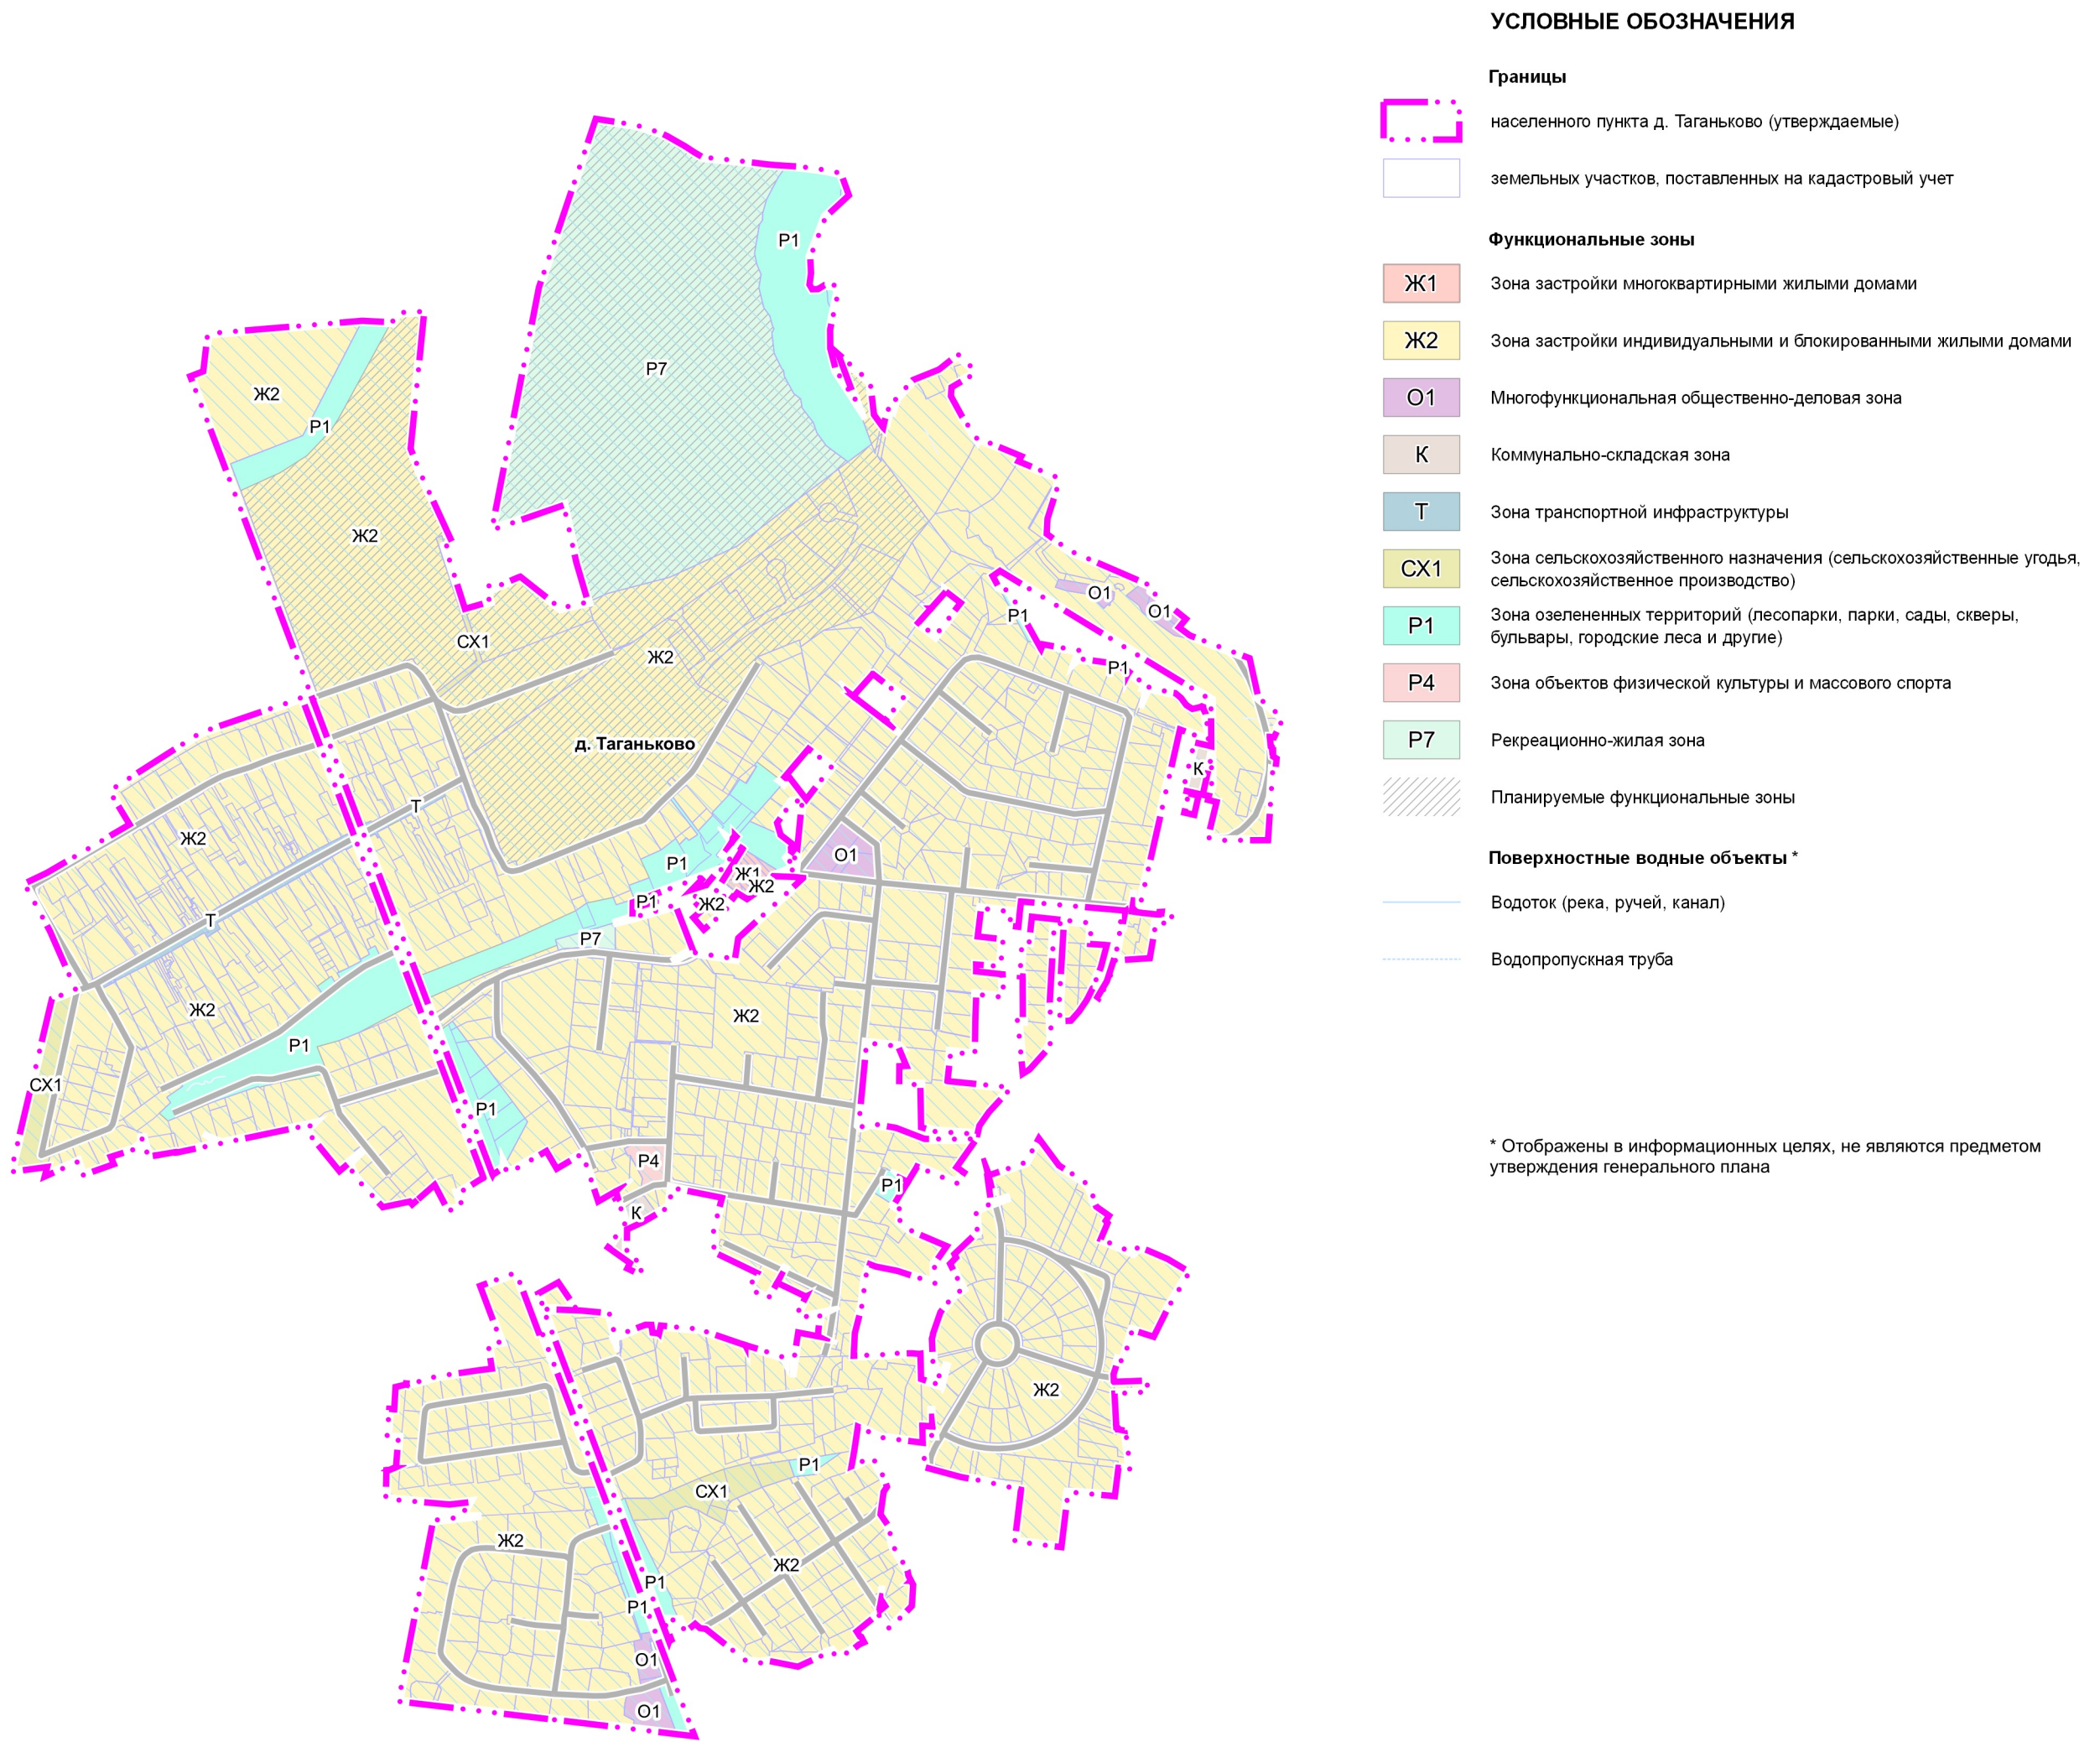 УСЛОВНЫЕ ОБОЗНАЧЕНИЯ
Границы
населенного пункта д. Таганьково (утверждаемые)
земельных участков, поставленных на кадастровый учет
Функциональные зоны
Ж1 Зона застройки многоквартирными жилыми домами
Ж2 Зона застройки индивидуальными и блокированными жилыми домами
О1 Многофункциональная общественно-деловая зона
К Коммунально-складская зона
Т Зона транспортной инфраструктуры
СХ1 Зона сельскохозяйственного назначения (сельскохозяйственные угодья,
сельскохозяйственное производство)
Р1 Зона озелененных территорий (лесопарки, парки, сады, скверы,
бульвары, городские леса и другие)
Р4 Зона объектов физической культуры и массового спорта
Р7 Рекреационно-жилая зона
Планируемые функциональные зоны
Поверхностные водные объекты *
Водоток (река, ручей, канал)
Водопропускная труба
* Отображены в информационных целях, не являются предметом
утверждения генерального плана
Р1
Р7
Ж2
Р1
Ж2
О1
О1
Р1
СХ1
Ж2
Р1
д. Таганьково
К
Т
Ж2
О1
Р1
Ж1
Ж2
Р1
Ж2
Т
Р7
Ж2
Ж2
Р1
СХ1
Р1
Р4
Р1
К
Ж2
Р1
СХ1
Ж2
Ж2
Р1
Р1
О1
О1